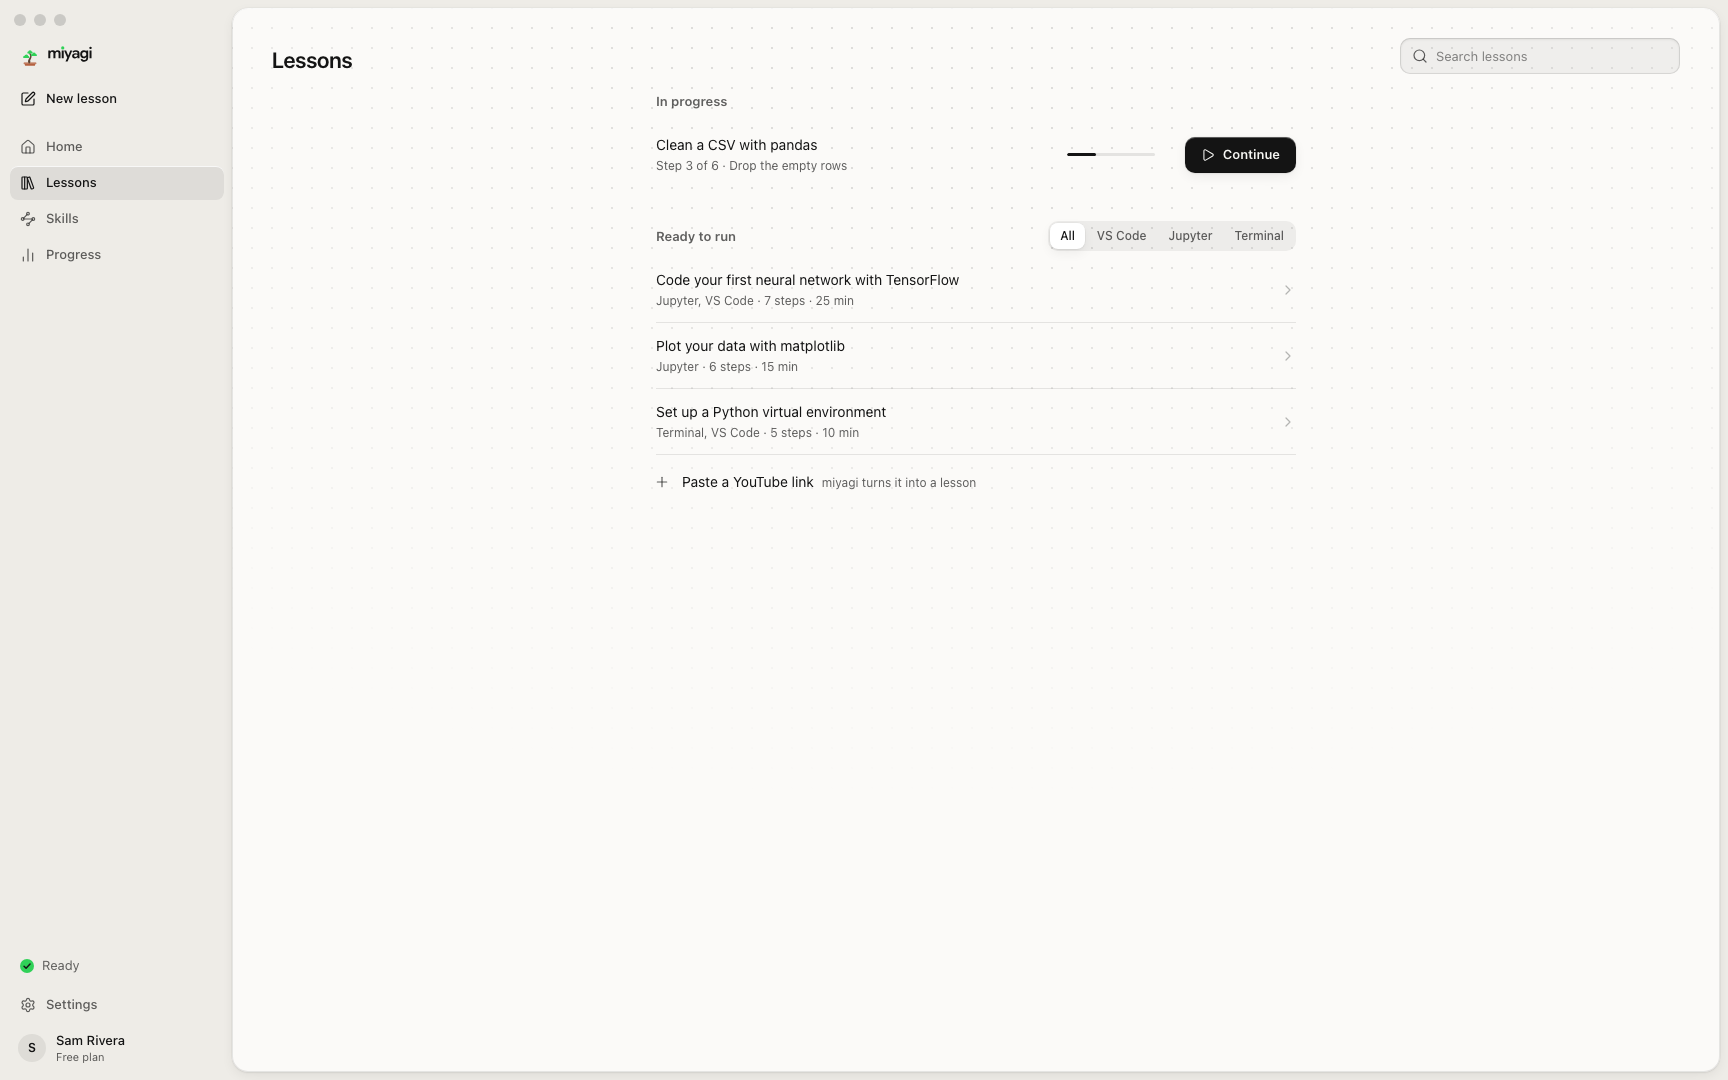 miyagi
New lesson
Home
Lessons
Skills
Progress
Ready
Settings
S
Sam Rivera
Free plan
Lessons
Search lessons
In progress
Clean a CSV with pandas
Step 3 of 6 · Drop the empty rows
Continue
Ready to run
All VS Code Jupyter Terminal
Code your first neural network with TensorFlow
Jupyter, VS Code · 7 steps · 25 min
Plot your data with matplotlib
Jupyter · 6 steps · 15 min
Set up a Python virtual environment
Terminal, VS Code · 5 steps · 10 min
Paste a YouTube link miyagi turns it into a lesson